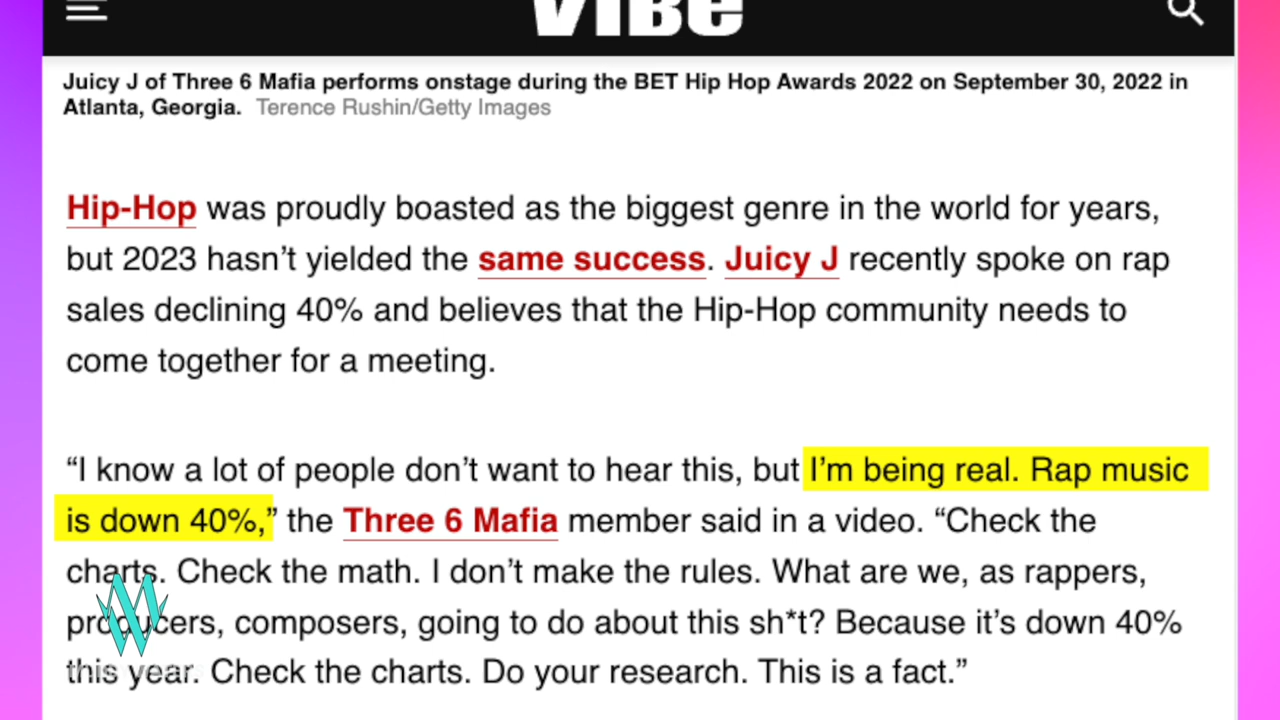 VIBE
Juicy J of Three 6 Mafia performs onstage during the BET Hip Hop Awards 2022 on September 30, 2022 in
Atlanta, Georgia. Terence Rushin/Getty Images
Hip-Hop was proudly boasted as the biggest genre in the world for years,
but 2023 hasn’t yielded the same success. Juicy J recently spoke on rap
sales declining 40% and believes that the Hip-Hop community needs to
come together for a meeting.
“I know a lot of people don’t want to hear this, but I’m being real. Rap music
is down 40%,” the Three 6 Mafia member said in a video. “Check the
charts. Check the math. I don’t make the rules. What are we, as rappers,
producers, composers, going to do about this sh*t? Because it’s down 40%
this year. Check the charts. Do your research. This is a fact.”